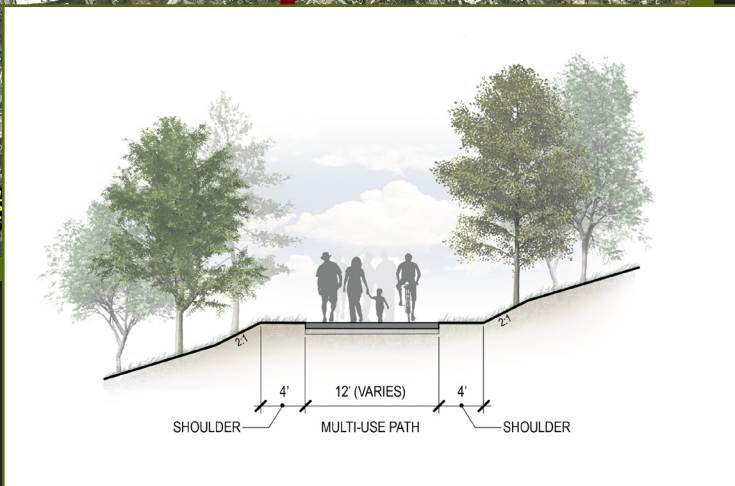 2:1
2:1
4'
12' (VARIES)
4'
SHOULDER
MULTI-USE PATH
SHOULDER